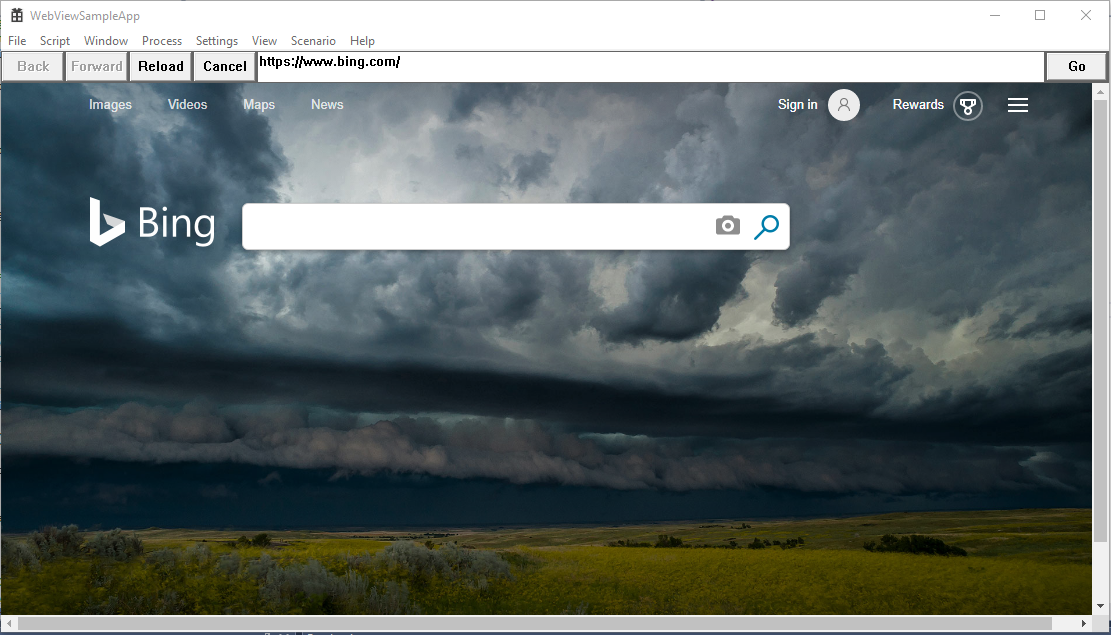 WebViewSampleApp
File Script Window Process Settings View Scenario Help
Back Forward Reload Cancel https://www.bing.com/ Go
Images Videos Maps News Sign in Rewards
Bing